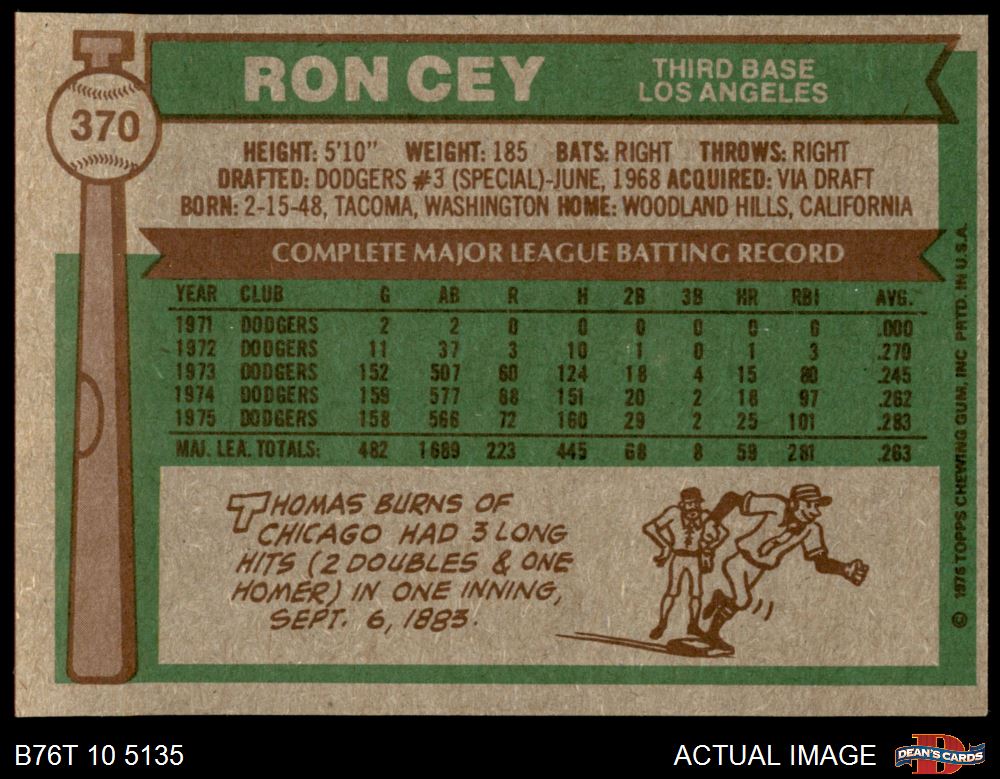 370
RON CEY
THIRD BASE
LOS ANGELES
HEIGHT: 5'10" WEIGHT: 185 BATS: RIGHT THROWS: RIGHT
DRAFTED: DODGERS #3 (SPECIAL)-JUNE, 1968 ACQUIRED: VIA DRAFT
BORN: 2-15-48, TACOMA, WASHINGTON HOME: WOODLAND HILLS, CALIFORNIA
COMPLETE MAJOR LEAGUE BATTING RECORD
YEAR CLUB G AB R H 2B 3B HR RBI AVG.
1971 DODGERS 2 2 0 0 0 0 0 0 .000
1972 DODGERS 11 37 3 10 1 0 1 3 .270
1973 DODGERS 152 507 60 124 18 4 15 80 .245
1974 DODGERS 159 577 88 151 20 2 18 97 .262
1975 DODGERS 158 566 72 160 29 2 25 101 .283
MAJ. LEA. TOTALS: 482 1689 223 445 68 8 59 281 .263
THOMAS BURNS OF
CHICAGO HAD 3 LONG
HITS (2 DOUBLES & ONE
HOMER) IN ONE INNING,
SEPT. 6, 1883.
© 1976 TOPPS CHEWING GUM, INC PRTD. IN U.S.A.
B76T 10 5135
ACTUAL IMAGE
DEAN'S CARDS